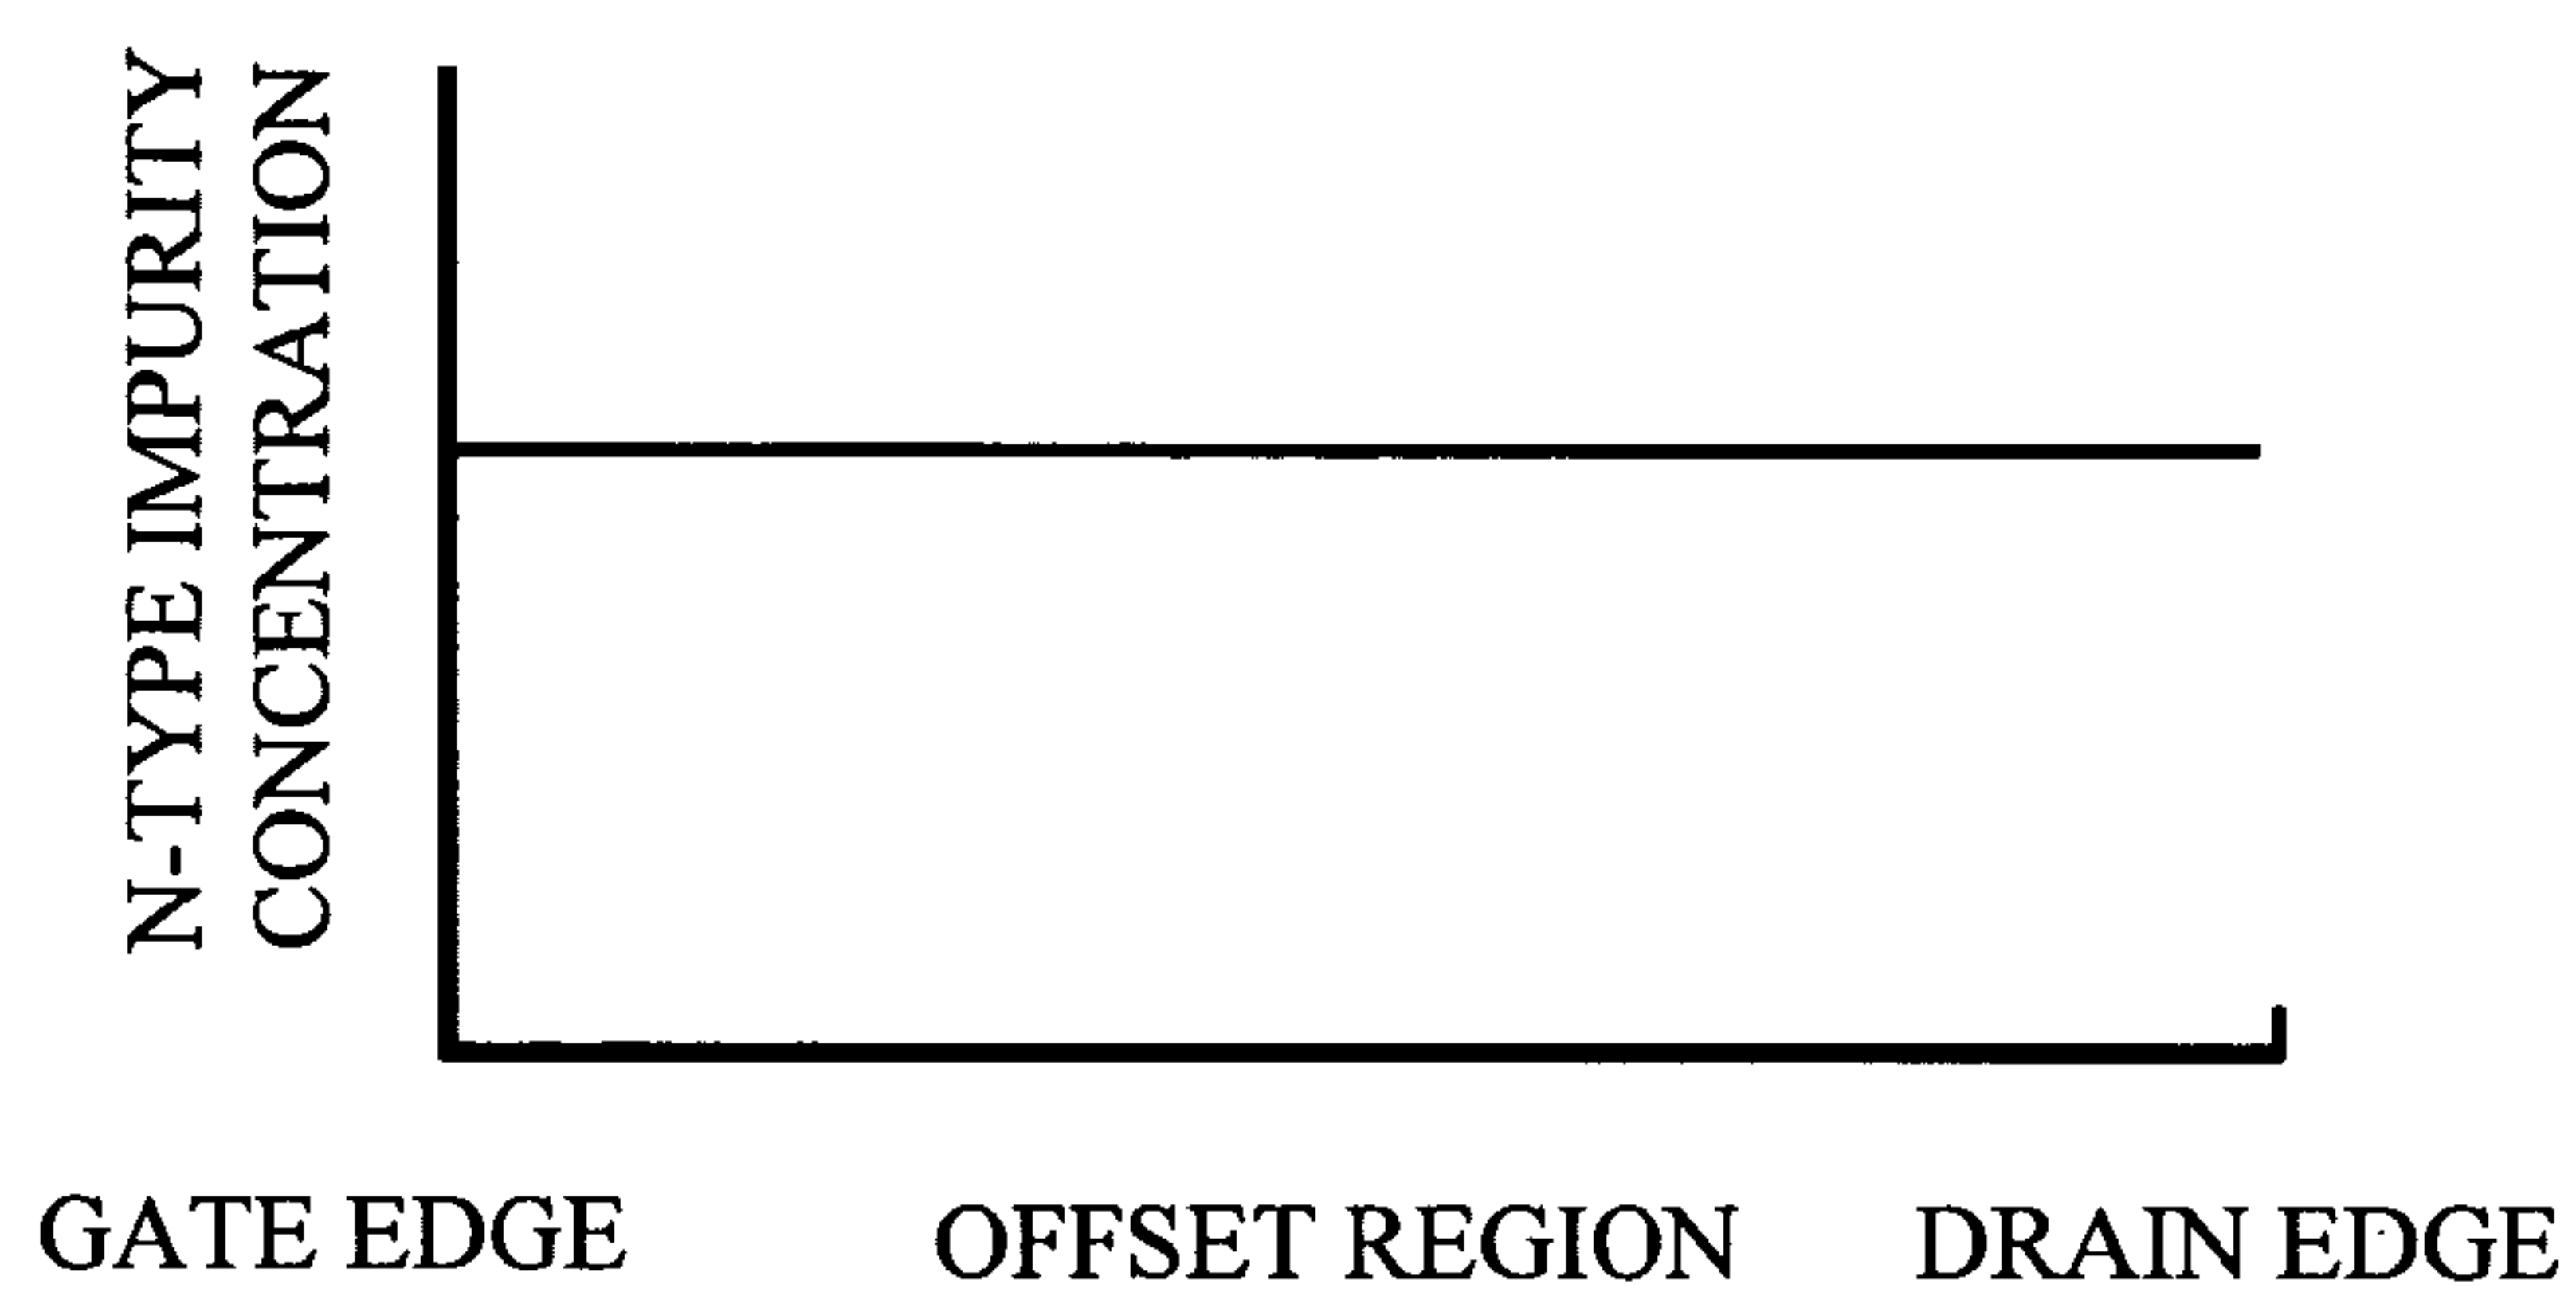 N-TYPE IMPURITY
CONCENTRATION
GATE EDGE
OFFSET REGION
DRAIN EDGE